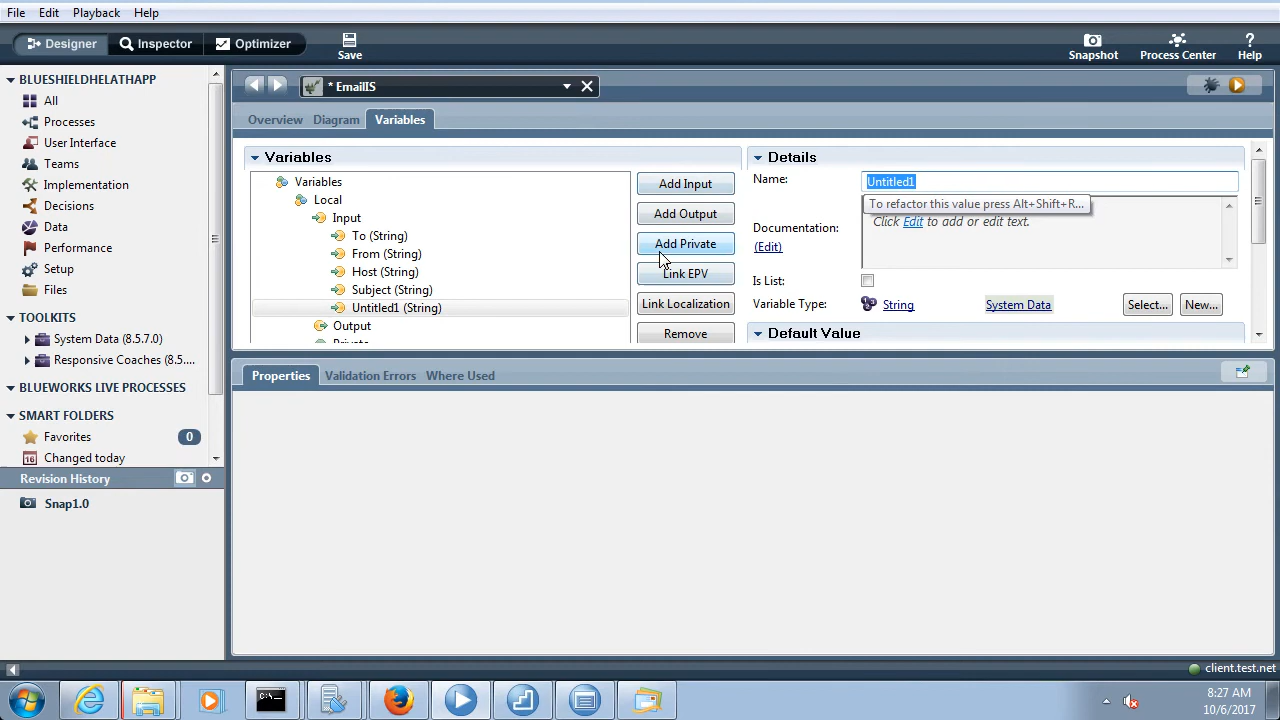 File Edit Playback Help
Designer Inspector Optimizer Save Snapshot Process Center Help
BLUESHIELDHELATHAPP
All
Processes
User Interface
Teams
Implementation
Decisions
Data
Performance
Setup
Files
TOOLKITS
System Data (8.5.7.0)
Responsive Coaches (8.5....
BLUEWORKS LIVE PROCESSES
SMART FOLDERS
Favorites 0
Changed today
Revision History
Snap1.0
* EmailIS
Overview Diagram Variables
Variables
Variables
Local
Input
To (String)
From (String)
Host (String)
Subject (String)
Untitled1 (String)
Output
Add Input
Add Output
Add Private
Link EPV
Link Localization
Remove
Details
Name: Untitled1
To refactor this value press Alt+Shift+R...
Documentation: Click Edit to add or edit text.
(Edit)
Is List:
Variable Type: String System Data Select... New...
Default Value
Properties Validation Errors Where Used
client.test.net
8:27 AM
10/6/2017